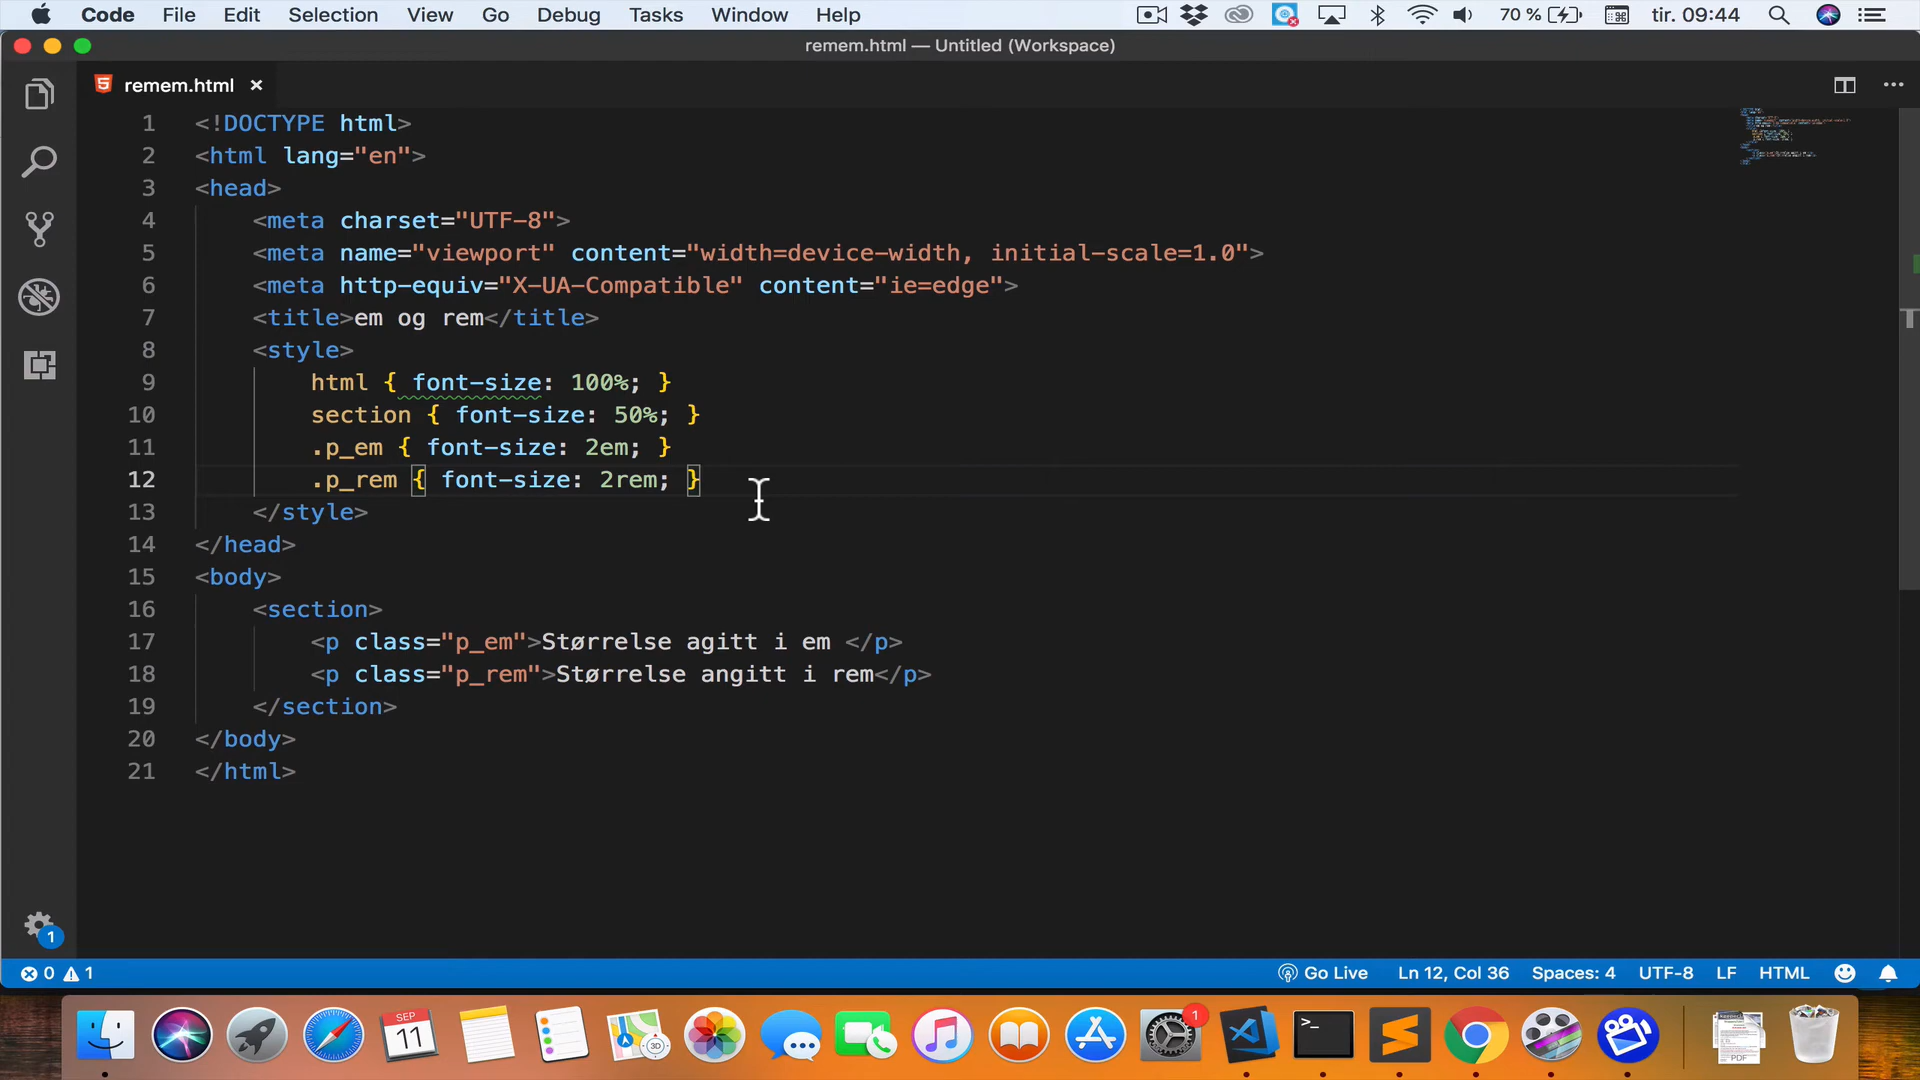 Code File Edit Selection View Go Debug Tasks Window Help 70 % tir. 09:44
remem.html — Untitled (Workspace)
remem.html
1 <!DOCTYPE html>
2 <html lang="en">
3 <head>
4 <meta charset="UTF-8">
5 <meta name="viewport" content="width=device-width, initial-scale=1.0">
6 <meta http-equiv="X-UA-Compatible" content="ie=edge">
7 <title>em og rem</title>
8 <style>
9 html { font-size: 100%; }
10 section { font-size: 50%; }
11 .p_em { font-size: 2em; }
12 .p_rem { font-size: 2rem; }
13 </style>
14 </head>
15 <body>
16 <section>
17 <p class="p_em">Størrelse agitt i em </p>
18 <p class="p_rem">Størrelse angitt i rem</p>
19 </section>
20 </body>
21 </html>
1
0 1 Go Live Ln 12, Col 36 Spaces: 4 UTF-8 LF HTML
SEP
11
3D
1
>_
PDF